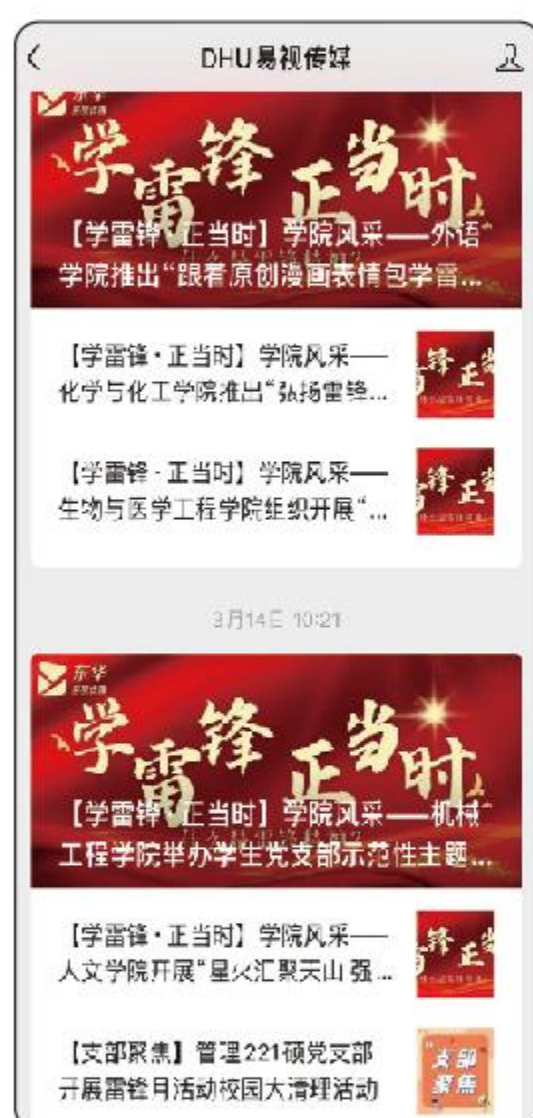 DHU易视传媒
东华
学雷锋 正当时
【学雷锋 正当时】学院风采——外语
学院推出“跟着原创漫画表情包学雷...
【学雷锋·正当时】学院风采——
化学与化工学院推出“弘扬雷锋...
锋 正当
【学雷锋·正当时】学院风采——
生物与医学工程学院组织开展“...
锋 正当
3月14日 10:21
东华
学雷锋 正当时
【学雷锋 正当时】学院风采——机械
工程学院举办学生党支部示范性主题...
【学雷锋·正当时】学院风采——
人文学院开展“星火汇聚天山 强...
锋 正当
【支部聚焦】管理221硕党支部
开展雷锋月活动校园大清理活动
支部
聚焦